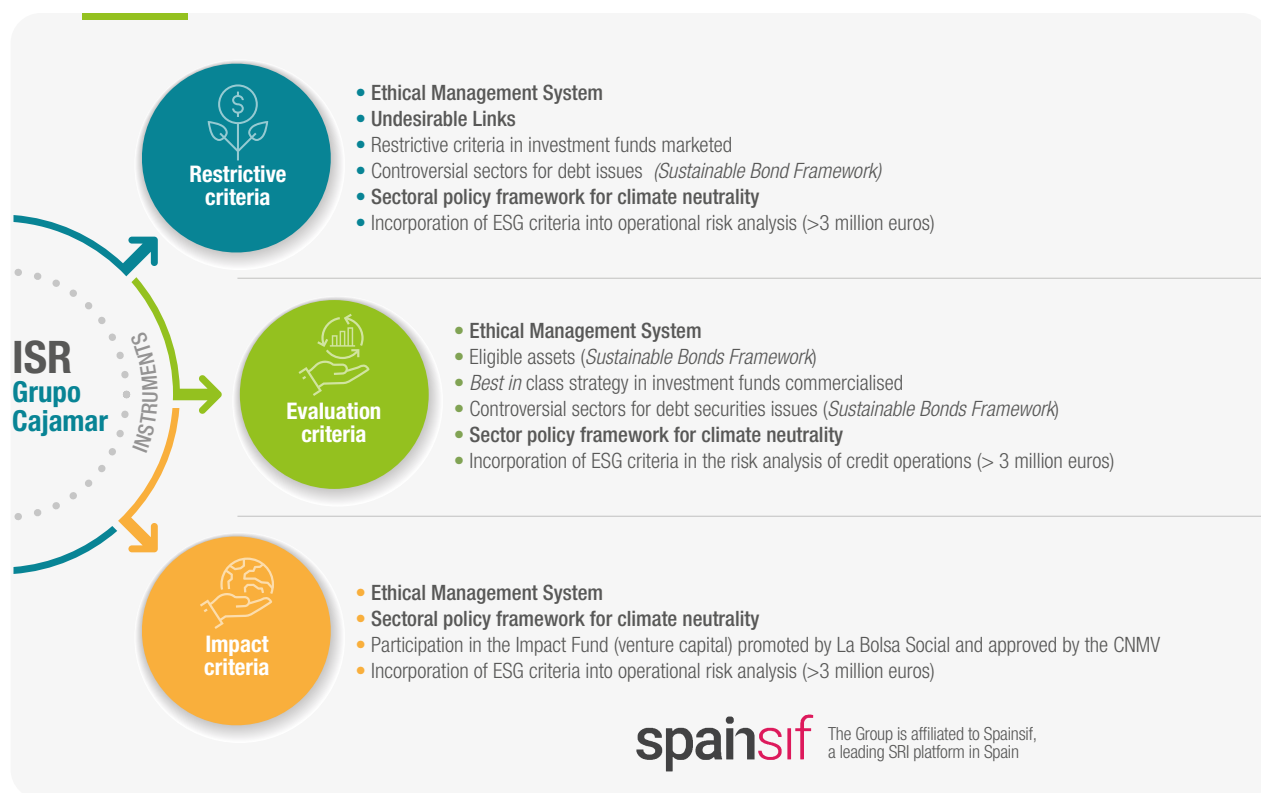 ISR
Grupo
Cajamar
INSTRUMENTS
$
Restrictive
criteria
• Ethical Management System
• Undesirable Links
• Restrictive criteria in investment funds marketed
• Controversial sectors for debt issues (Sustainable Bond Framework)
• Sectoral policy framework for climate neutrality
• Incorporation of ESG criteria into operational risk analysis (>3 million euros)
Evaluation
criteria
• Ethical Management System
• Eligible assets (Sustainable Bonds Framework)
• Best in class strategy in investment funds commercialised
• Controversial sectors for debt securities issues (Sustainable Bonds Framework)
• Sector policy framework for climate neutrality
• Incorporation of ESG criteria in the risk analysis of credit operations (> 3 million euros)
Impact
criteria
• Ethical Management System
• Sectoral policy framework for climate neutrality
• Participation in the Impact Fund (venture capital) promoted by La Bolsa Social and approved by the CNMV
• Incorporation of ESG criteria into operational risk analysis (>3 million euros)
spainsif
The Group is affiliated to Spainsif,
a leading SRI platform in Spain